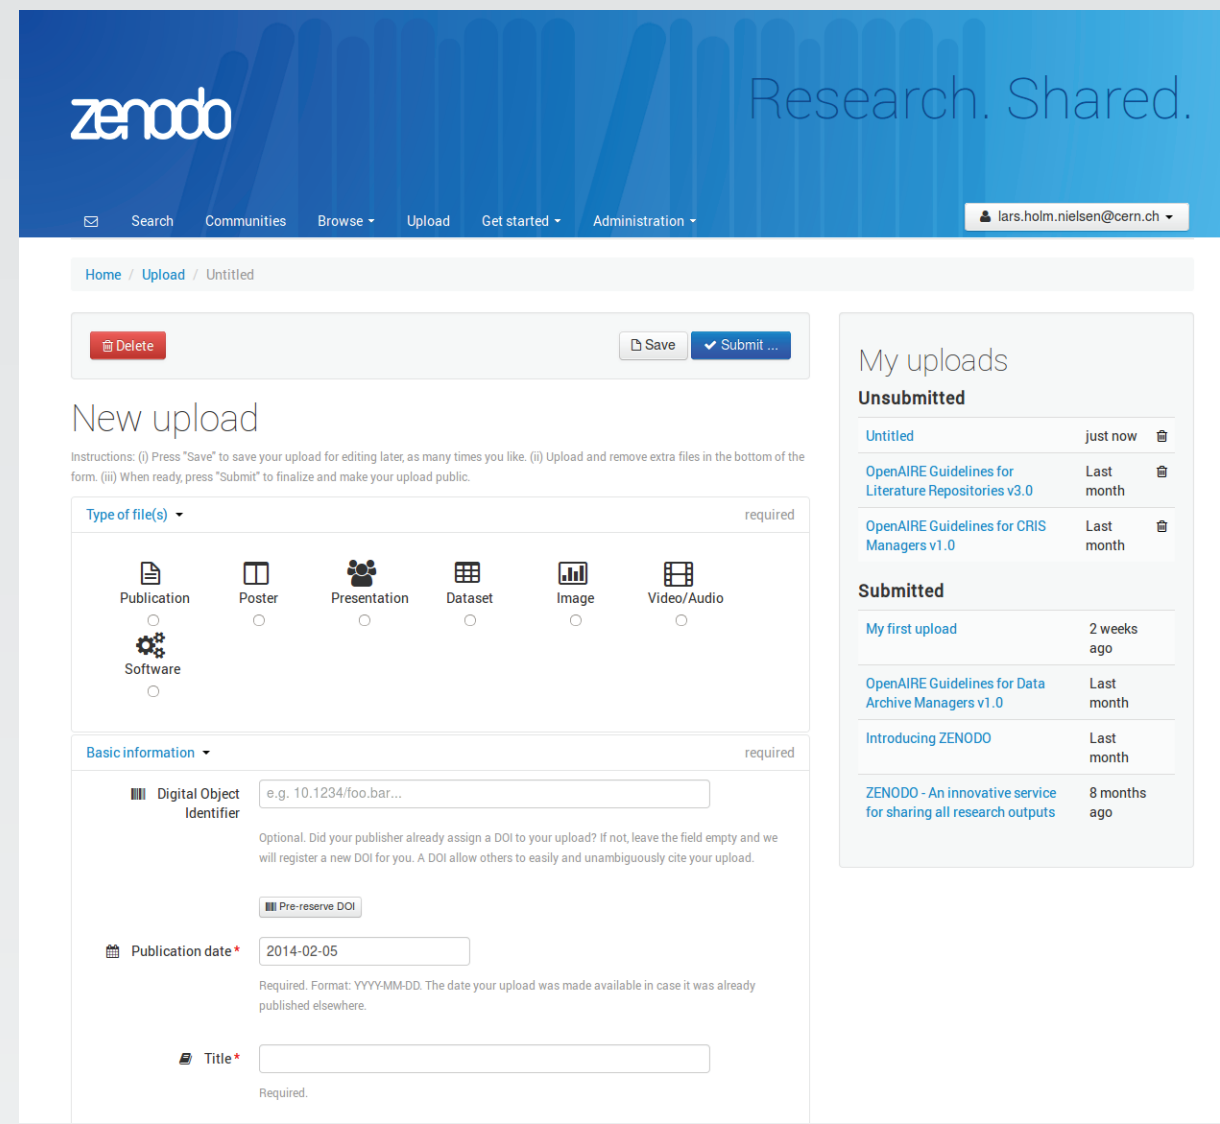 zenodo
Research. Shared.
Search Communities Browse Upload Get started Administration
lars.holm.nielsen@cern.ch
Home / Upload / Untitled
Delete
Save
Submit ...
New upload
Instructions: (i) Press "Save" to save your upload for editing later, as many times you like. (ii) Upload and remove extra files in the bottom of the
form. (iii) When ready, press "Submit" to finalize and make your upload public.
Type of file(s) required
Publication Poster Presentation Dataset Image Video/Audio
Software
Basic information required
Digital Object
Identifier
e.g. 10.1234/foo.bar...
Optional. Did your publisher already assign a DOI to your upload? If not, leave the field empty and we
will register a new DOI for you. A DOI allow others to easily and unambiguously cite your upload.
Pre-reserve DOI
Publication date* 2014-02-05
Required. Format: YYYY-MM-DD. The date your upload was made available in case it was already
published elsewhere.
Title*
Required.
My uploads
Unsubmitted
Untitled just now
OpenAIRE Guidelines for Last
Literature Repositories v3.0 month
OpenAIRE Guidelines for CRIS Last
Managers v1.0 month
Submitted
My first upload 2 weeks
ago
OpenAIRE Guidelines for Data Last
Archive Managers v1.0 month
Introducing ZENODO Last
month
ZENODO - An innovative service 8 months
for sharing all research outputs ago